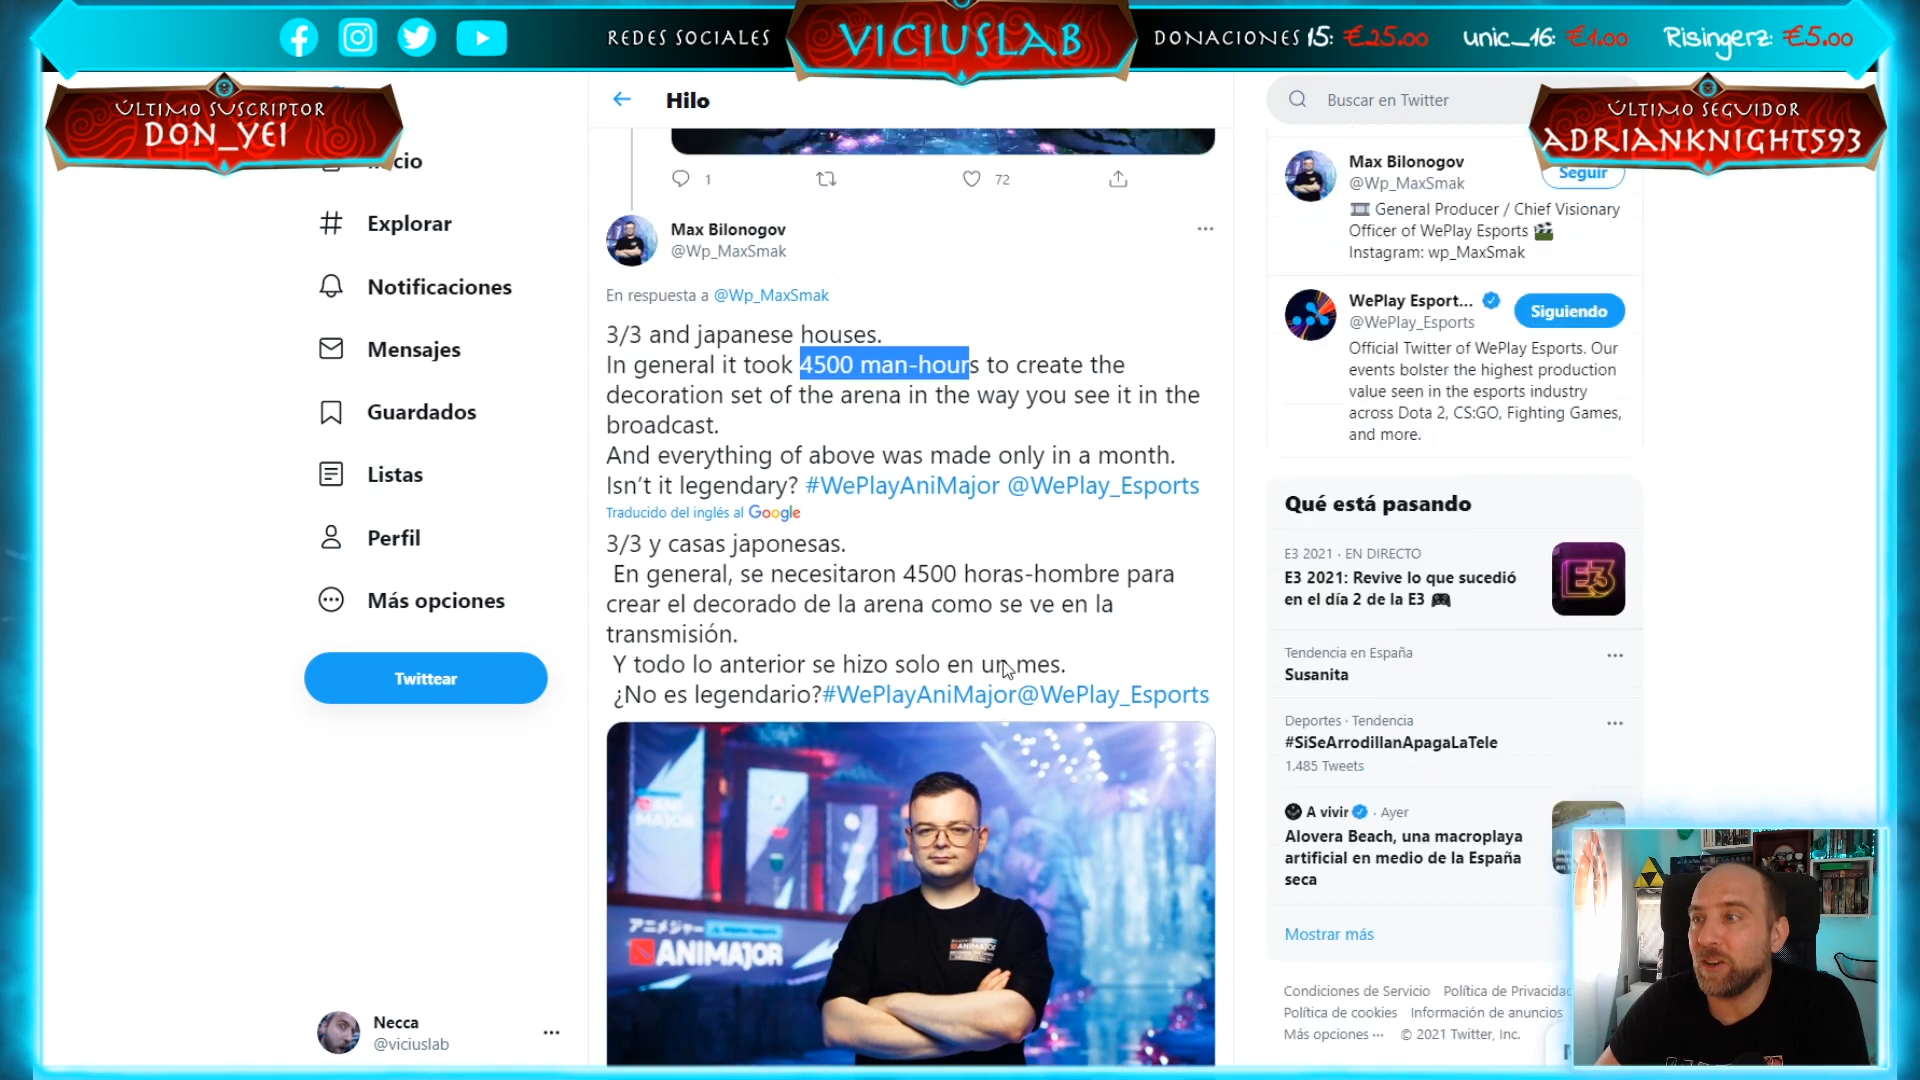 REDES SOCIALES
VICIUSLAB
DONACIONES 15: €25.00 unic_16: €1.00 Risingerz: €5.00
ÚLTIMO SUSCRIPTOR
DON_YEI
ÚLTIMO SEGUIDOR
ADRIANKNIGHT593
Explorar
Notificaciones
Mensajes
Guardados
Listas
Perfil
Más opciones
Twittear
Necca
@viciuslab
Hilo
1
72
Max Bilonogov
@Wp_MaxSmak
En respuesta a @Wp_MaxSmak
3/3 and japanese houses.
In general it took 4500 man-hours to create the
decoration set of the arena in the way you see it in the
broadcast.
And everything of above was made only in a month.
Isn't it legendary? #WePlayAniMajor @WePlay_Esports
Traducido del inglés al Google
3/3 y casas japonesas.
En general, se necesitaron 4500 horas-hombre para
crear el decorado de la arena como se ve en la
transmisión.
Y todo lo anterior se hizo solo en un mes.
¿No es legendario?#WePlayAniMajor@WePlay_Esports
アニメジャー
ANIMAJOR
Buscar en Twitter
Max Bilonogov
@Wp_MaxSmak
Seguir
General Producer / Chief Visionary
Officer of WePlay Esports
Instagram: wp_MaxSmak
WePlay Esport...
@WePlay_Esports
Siguiendo
Official Twitter of WePlay Esports. Our
events bolster the highest production
value seen in the esports industry
across Dota 2, CS:GO, Fighting Games,
and more.
Qué está pasando
E3 2021 · EN DIRECTO
E3 2021: Revive lo que sucedió
en el día 2 de la E3
E3
Tendencia en España
Susanita
Deportes · Tendencia
#SiSeArrodillanApagaLaTele
1.485 Tweets
A vivir · Ayer
Alovera Beach, una macroplaya
artificial en medio de la España
seca
Mostrar más
Condiciones de Servicio Política de Privacidad
Política de cookies Información de anuncios
Más opciones ··· © 2021 Twitter, Inc.